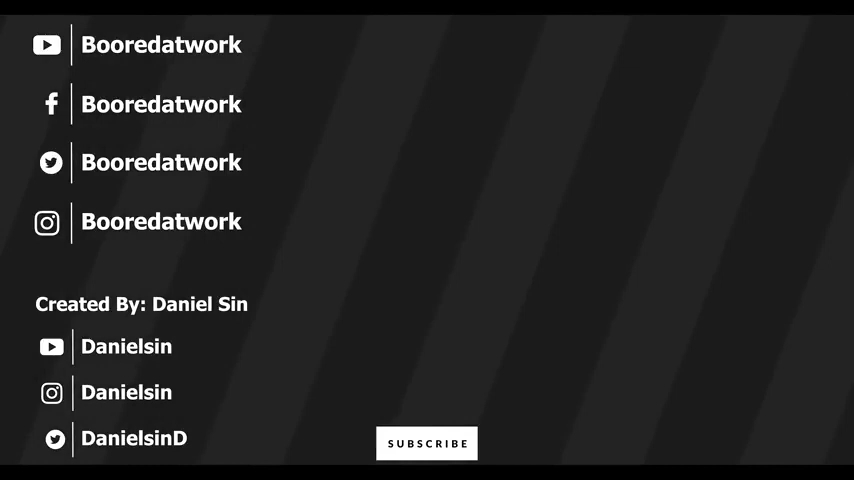 Booredatwork
Booredatwork
Booredatwork
Booredatwork
Created By: Daniel Sin
Danielsin
Danielsin
DanielsinD
SUBSCRIBE